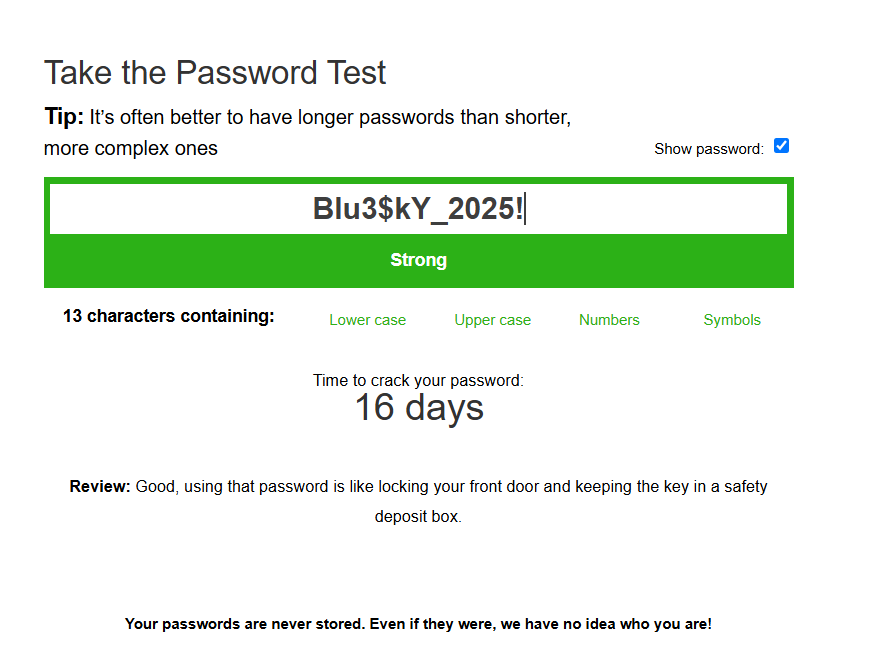 Take the Password Test
Tip: It’s often better to have longer passwords than shorter,
more complex ones
Show password:
Blu3$kY_2025!
Strong
13 characters containing:
Lower case
Upper case
Numbers
Symbols
Time to crack your password:
16 days
Review: Good, using that password is like locking your front door and keeping the key in a safety
deposit box.
Your passwords are never stored. Even if they were, we have no idea who you are!